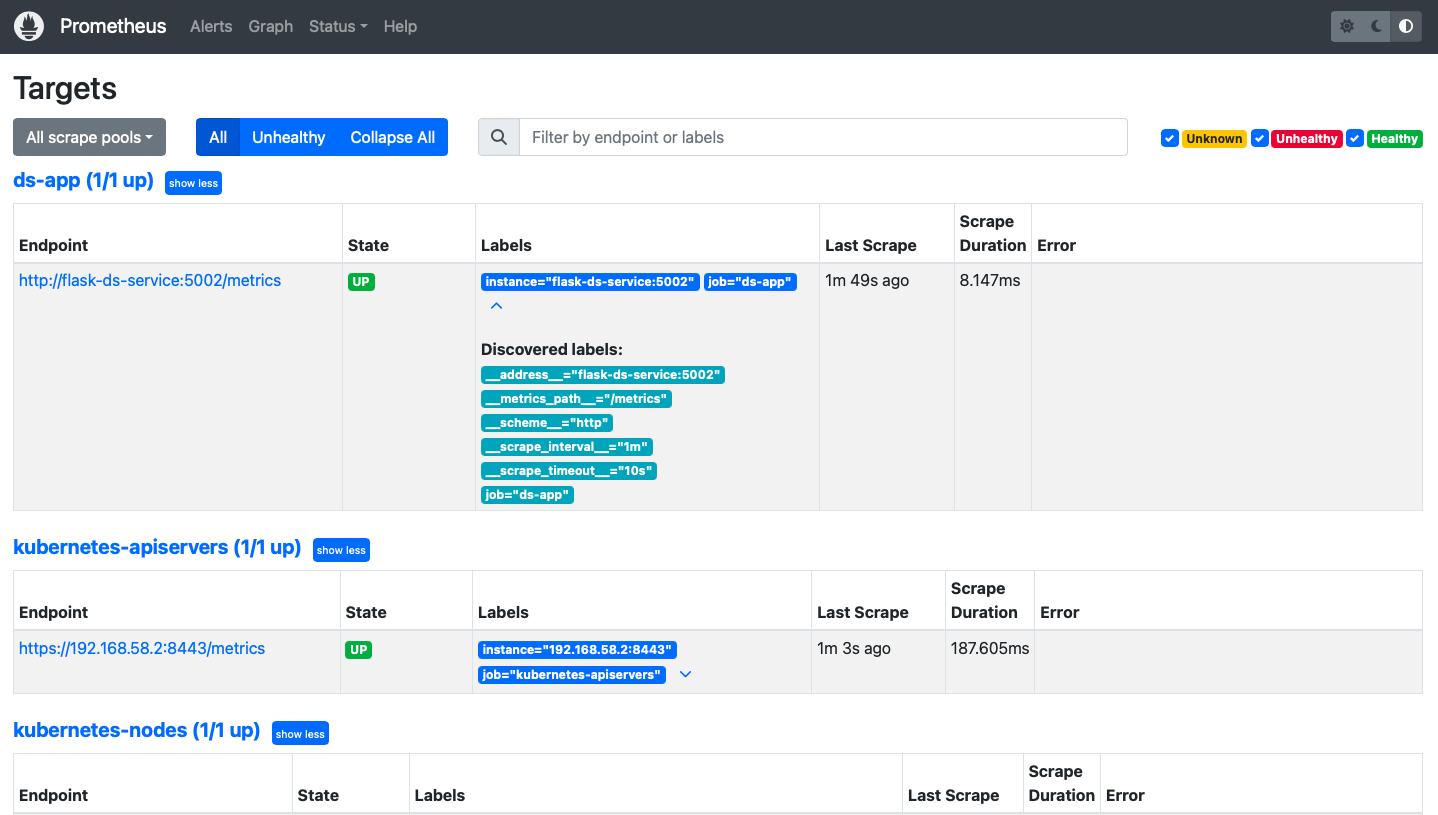 Prometheus Alerts Graph Status Help
Targets
All scrape pools All Unhealthy Collapse All Filter by endpoint or labels Unknown Unhealthy Healthy
ds-app (1/1 up) show less
Endpoint State Labels Last Scrape Scrape Duration Error
http://flask-ds-service:5002/metrics UP instance="flask-ds-service:5002" job="ds-app" 1m 49s ago 8.147ms
Discovered labels:
__address__="flask-ds-service:5002"
__metrics_path__="/metrics"
__scheme__="http"
__scrape_interval__="1m"
__scrape_timeout__="10s"
job="ds-app"
kubernetes-apiservers (1/1 up) show less
Endpoint State Labels Last Scrape Scrape Duration Error
https://192.168.58.2:8443/metrics UP instance="192.168.58.2:8443" 1m 3s ago 187.605ms
job="kubernetes-apiservers"
kubernetes-nodes (1/1 up) show less
Endpoint State Labels Last Scrape Scrape Duration Error